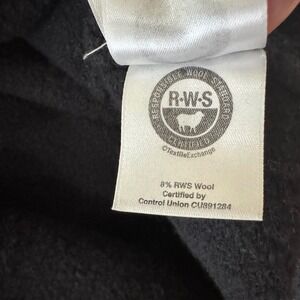 RESPONSIBLE WOOL STANDARD
R·W·S
CERTIFIED
©TextileExchange
8% RWS Wool
Certified by
Control Union CU891284